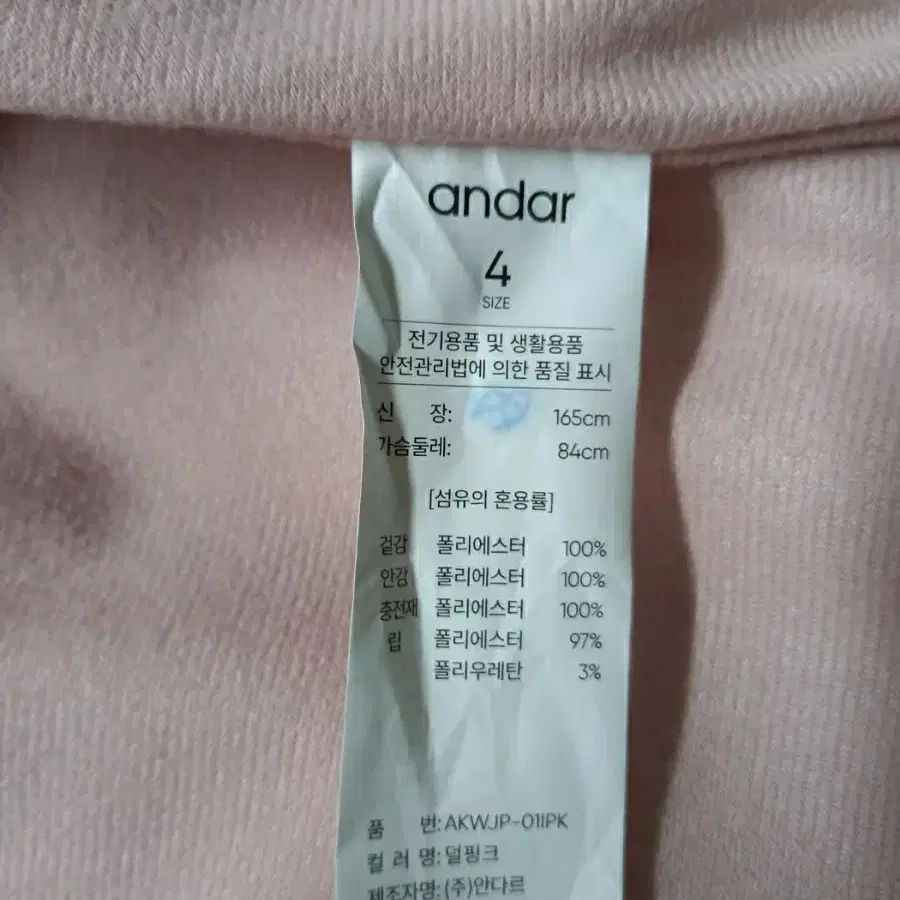 andar
4
SIZE
전기용품 및 생활용품
안전관리법에 의한 품질 표시
신 장: 165cm
가슴둘레: 84cm
[섬유의 혼용률]
겉감 폴리에스터 100%
안감 폴리에스터 100%
충전재 폴리에스터 100%
립 폴리에스터 97%
폴리우레탄 3%
품 번: AKWJP-01IPK
컬 러 명: 덜핑크
제조자명: (주)안다르